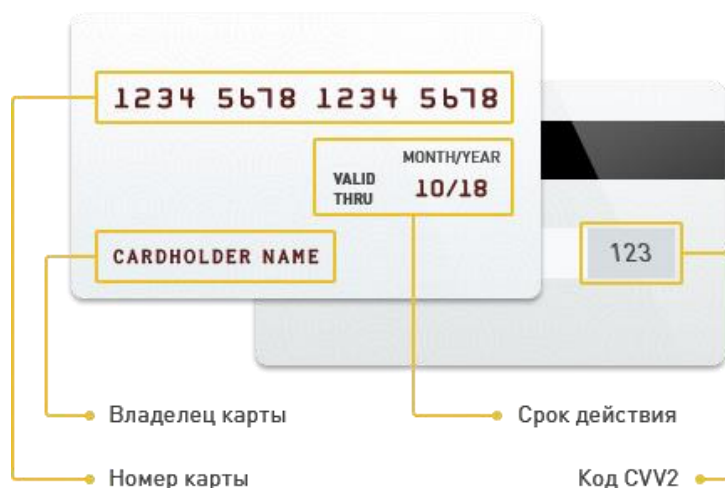 1234 5678 1234 5678
MONTH/YEAR
VALID
THRU
10/18
CARDHOLDER NAME
123
Владелец карты
Срок действия
Номер карты
Код CVV2